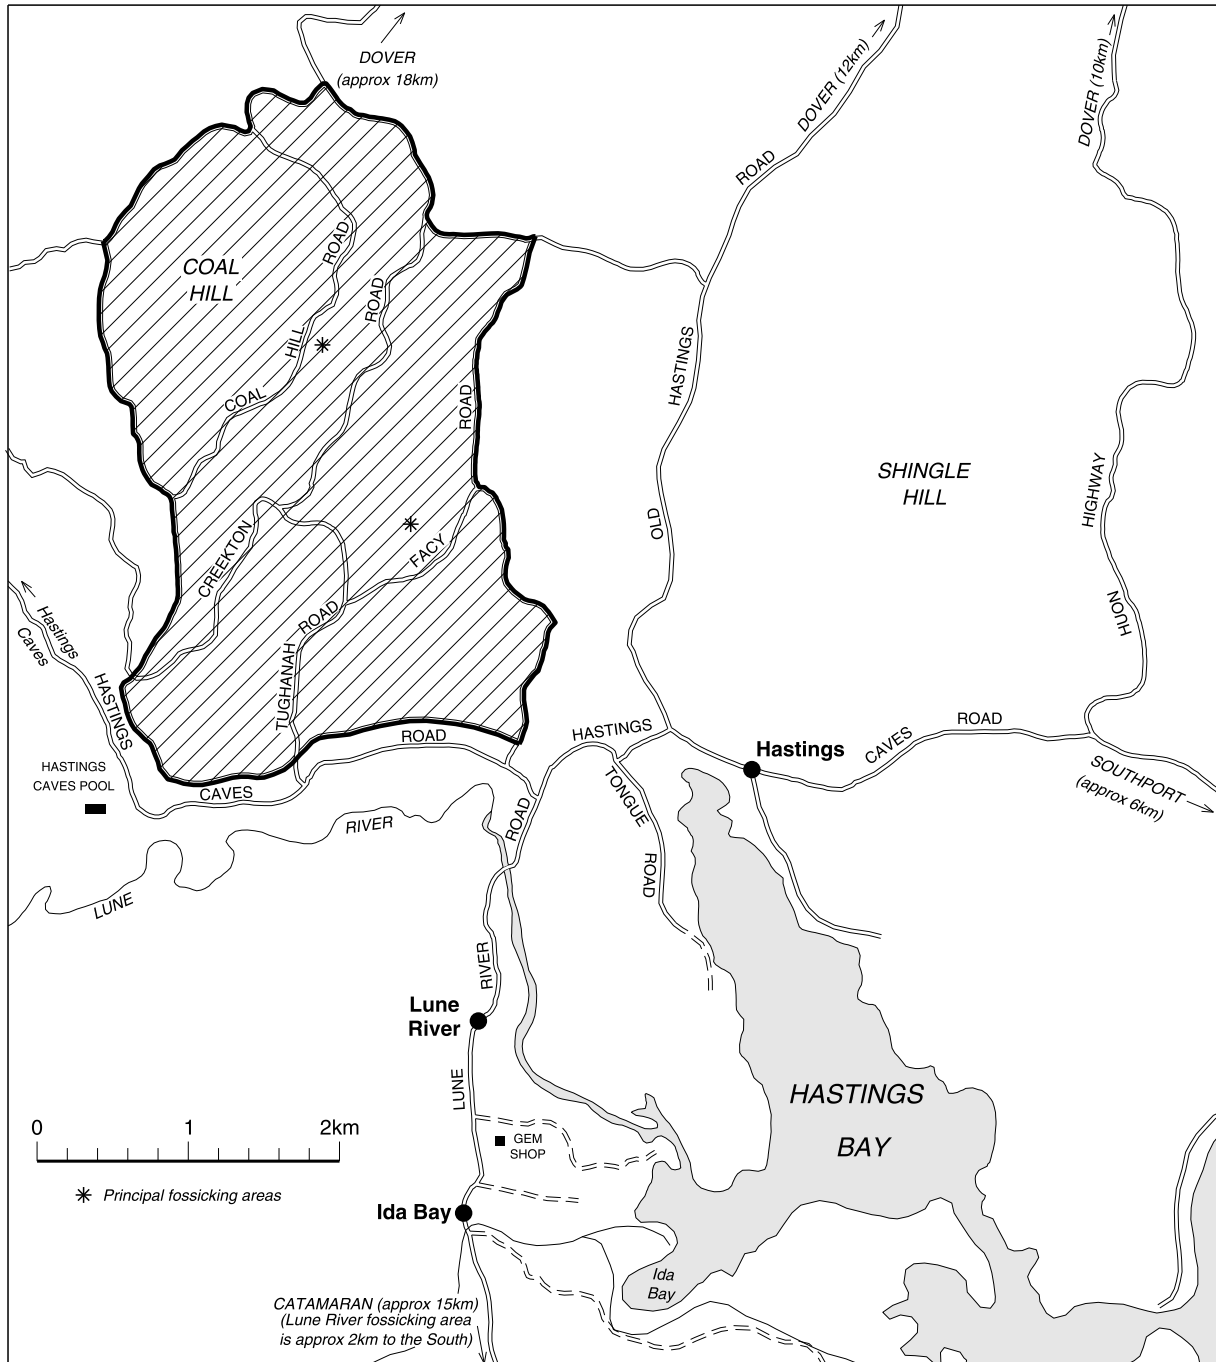 DOVER
(approx 18km)
DOVER (12km)
DOVER (10km)
ROAD
COAL
HILL
ROAD
ROAD
HILL
COAL
ROAD
HASTINGS
OLD
SHINGLE
HILL
HIGHWAY
HUON
CREEKTON
FACY
ROAD
TUGHANAH
Hastings
Caves
HASTINGS
ROAD
CAVES
HASTINGS
CAVES POOL
HASTINGS
Hastings
CAVES
ROAD
SOUTHPORT
(approx 6km)
TONGUE
ROAD
ROAD
RIVER
LUNE
RIVER
Lune
River
LUNE
HASTINGS
BAY
GEM
SHOP
0 1 2km
Principal fossicking areas
Ida Bay
Ida
Bay
CATAMARAN (approx 15km)
(Lune River fossicking area
is approx 2km to the South)